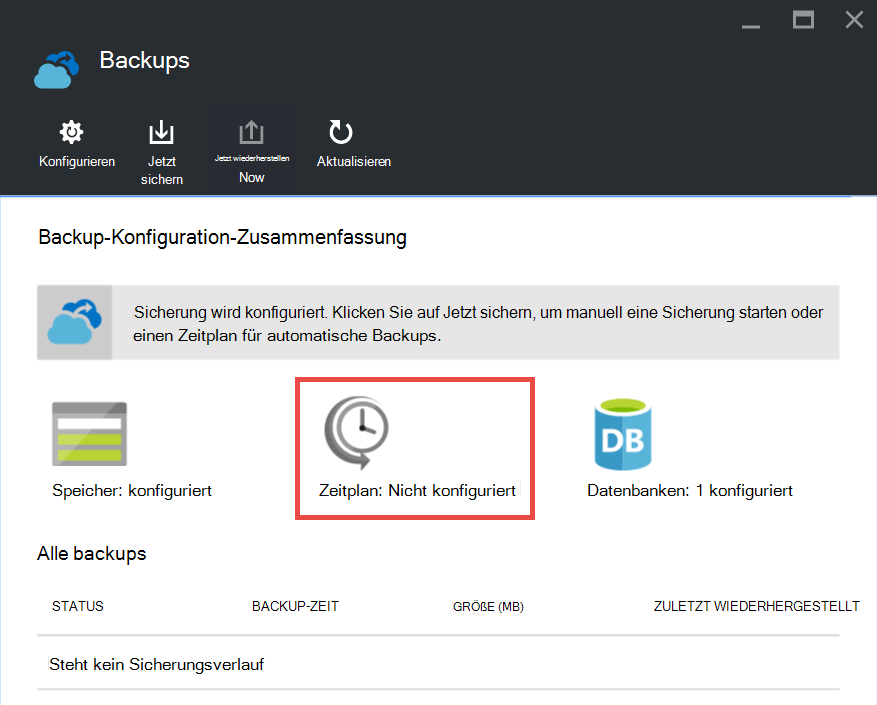 Backups
Konfigurieren
Jetzt
sichern
Jetzt wiederherstellen
Now
Aktualisieren
Backup-Konfiguration-Zusammenfassung
Sicherung wird konfiguriert. Klicken Sie auf Jetzt sichern, um manuell eine Sicherung starten oder
einen Zeitplan für automatische Backups.
Speicher: konfiguriert
Zeitplan: Nicht konfiguriert
DB
Datenbanken: 1 konfiguriert
Alle backups
STATUS BACKUP-ZEIT GRÖßE (MB) ZULETZT WIEDERHERGESTELLT
Steht kein Sicherungsverlauf